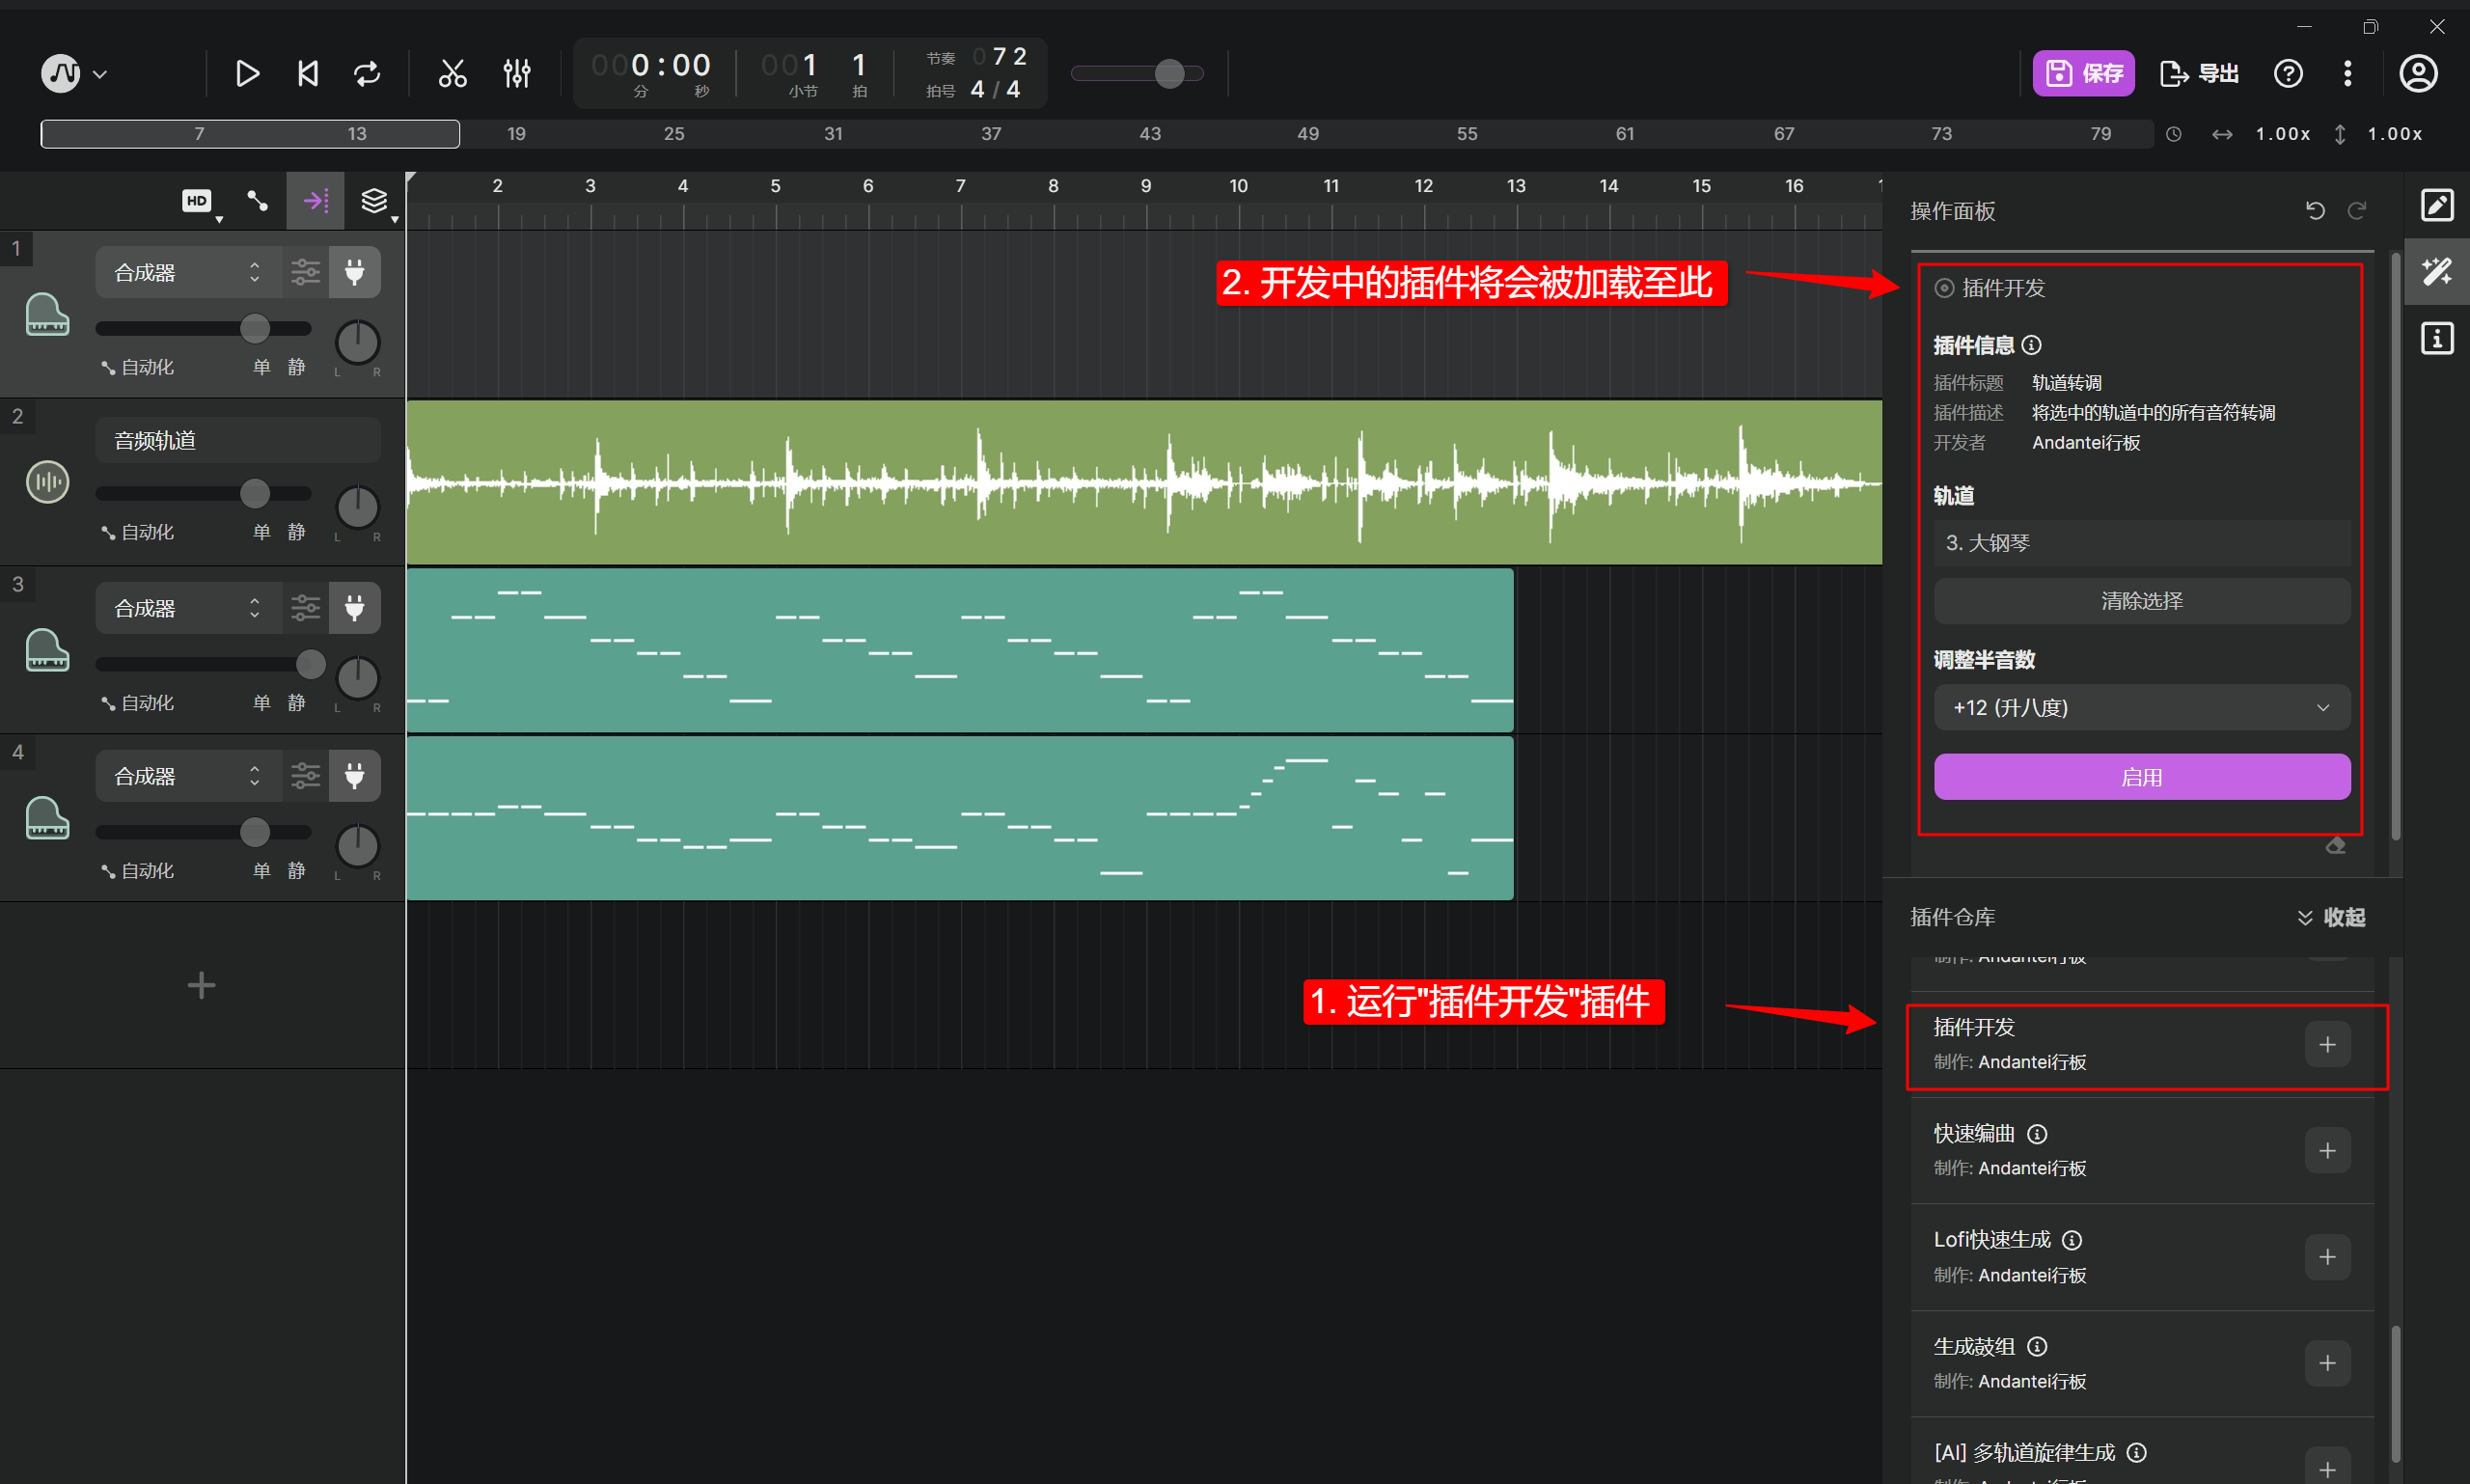 000:00
分 秒
001 1
小节 拍
节奏 072
拍号 4 / 4
保存
导出
7 13 19 25 31 37 43 49 55 61 67 73 79
1.00x 1.00x
HD
2 3 4 5 6 7 8 9 10 11 12 13 14 15 16
1
合成器
自动化 单 静 L R
2
音频轨道
自动化 单 静 L R
3
合成器
自动化 单 静 L R
4
合成器
自动化 单 静 L R
2. 开发中的插件将会被加载至此
1. 运行"插件开发"插件
操作面板
插件开发
插件信息
插件标题 轨道转调
插件描述 将选中的轨道中的所有音符转调
开发者 Andantei行板
轨道
3. 大钢琴
清除选择
调整半音数
+12 (升八度)
启用
插件仓库
收起
制作: Andantei行板
插件开发
制作: Andantei行板
快速编曲
制作: Andantei行板
Lofi快速生成
制作: Andantei行板
生成鼓组
制作: Andantei行板
[AI] 多轨道旋律生成